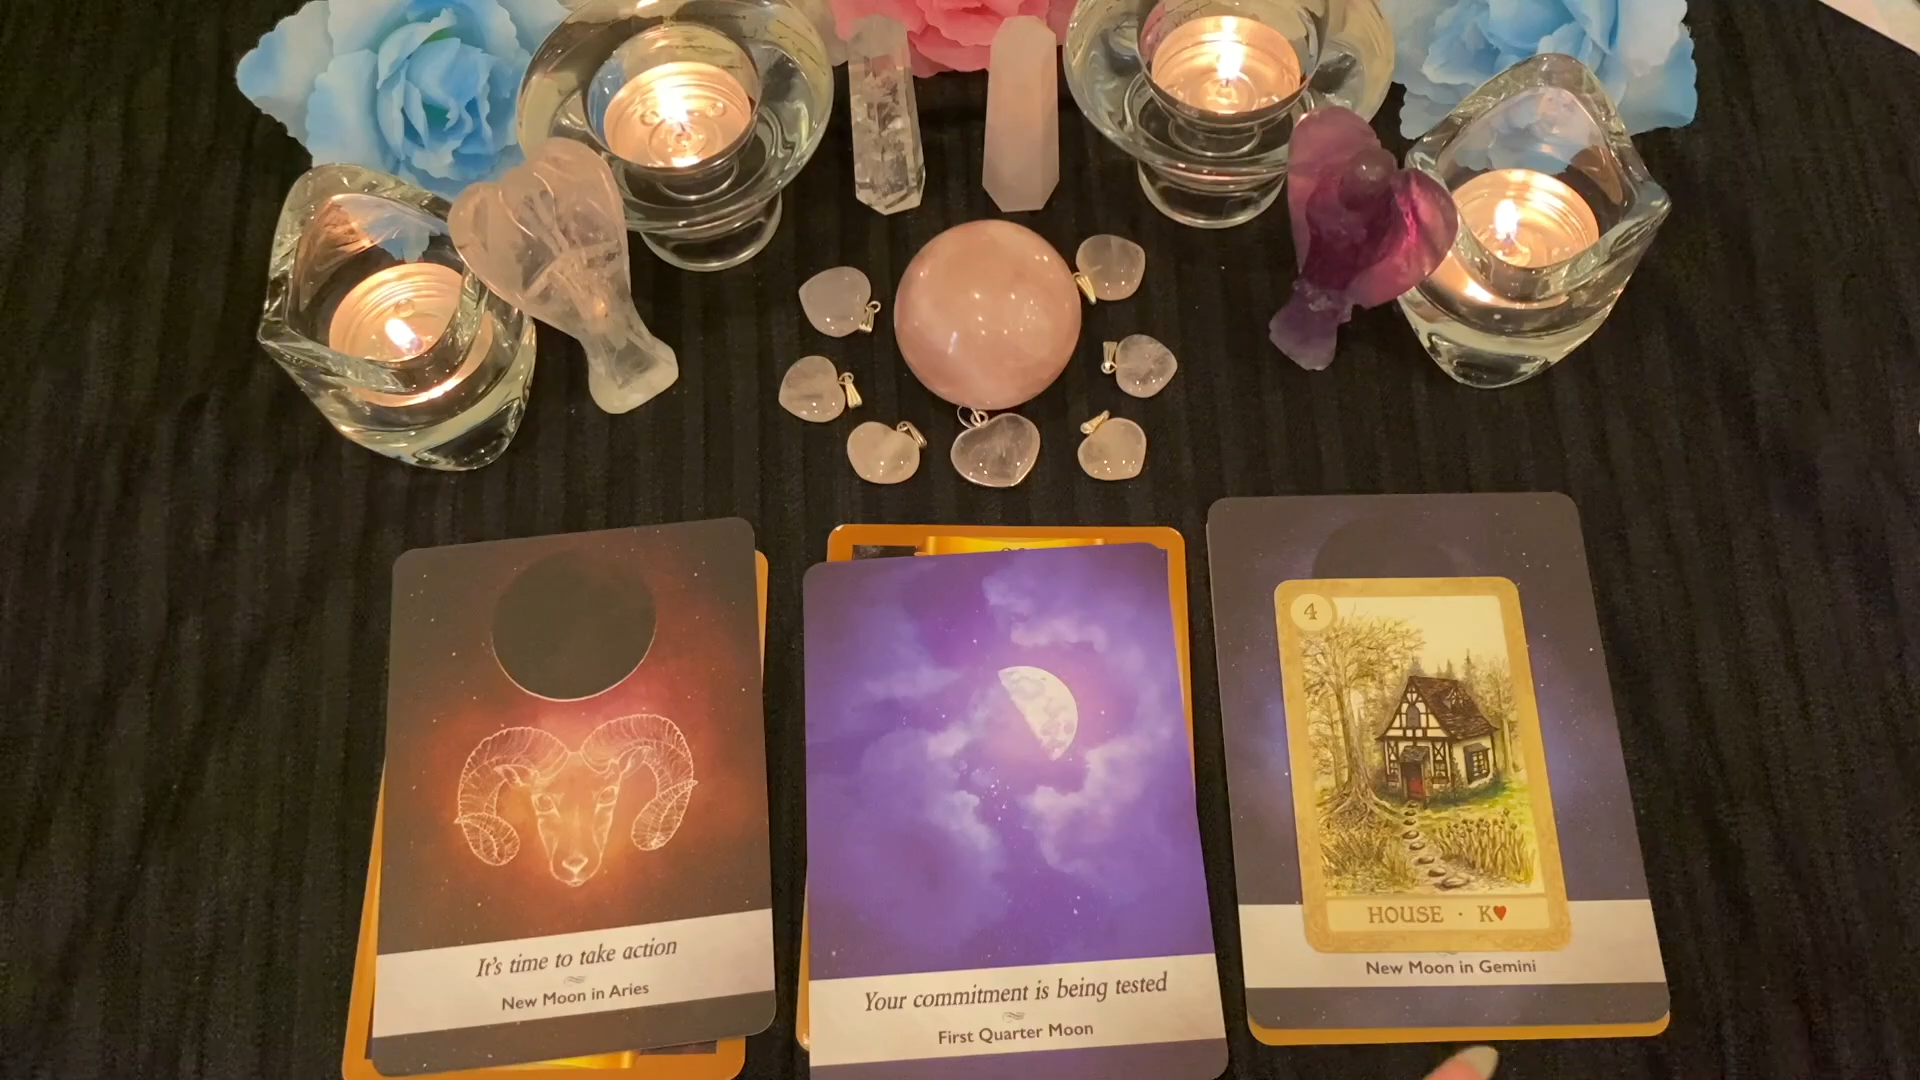 It's time to take action
New Moon in Aries
Your commitment is being tested
First Quarter Moon
4
HOUSE · K♥
New Moon in Gemini